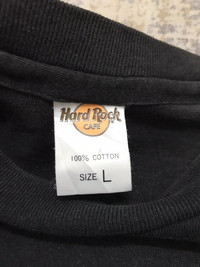 Hard Rock
CAFE
100% COTTON
SIZE L